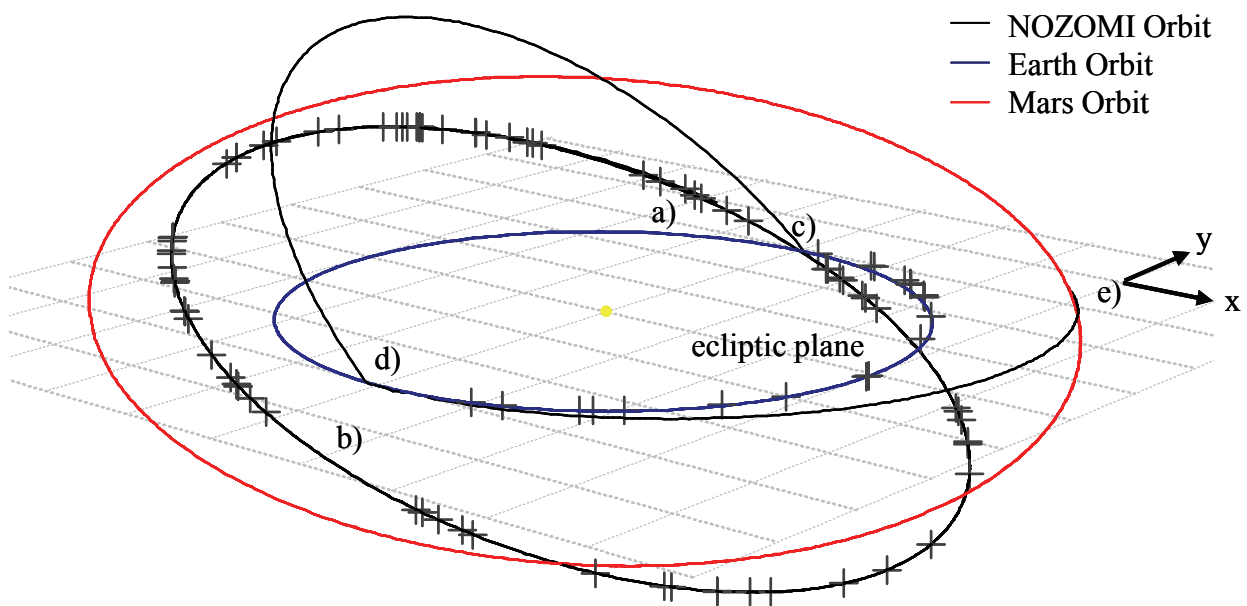 NOZOMI Orbit
Earth Orbit
Mars Orbit
a)
c)
y
e)
x
ecliptic plane
d)
b)